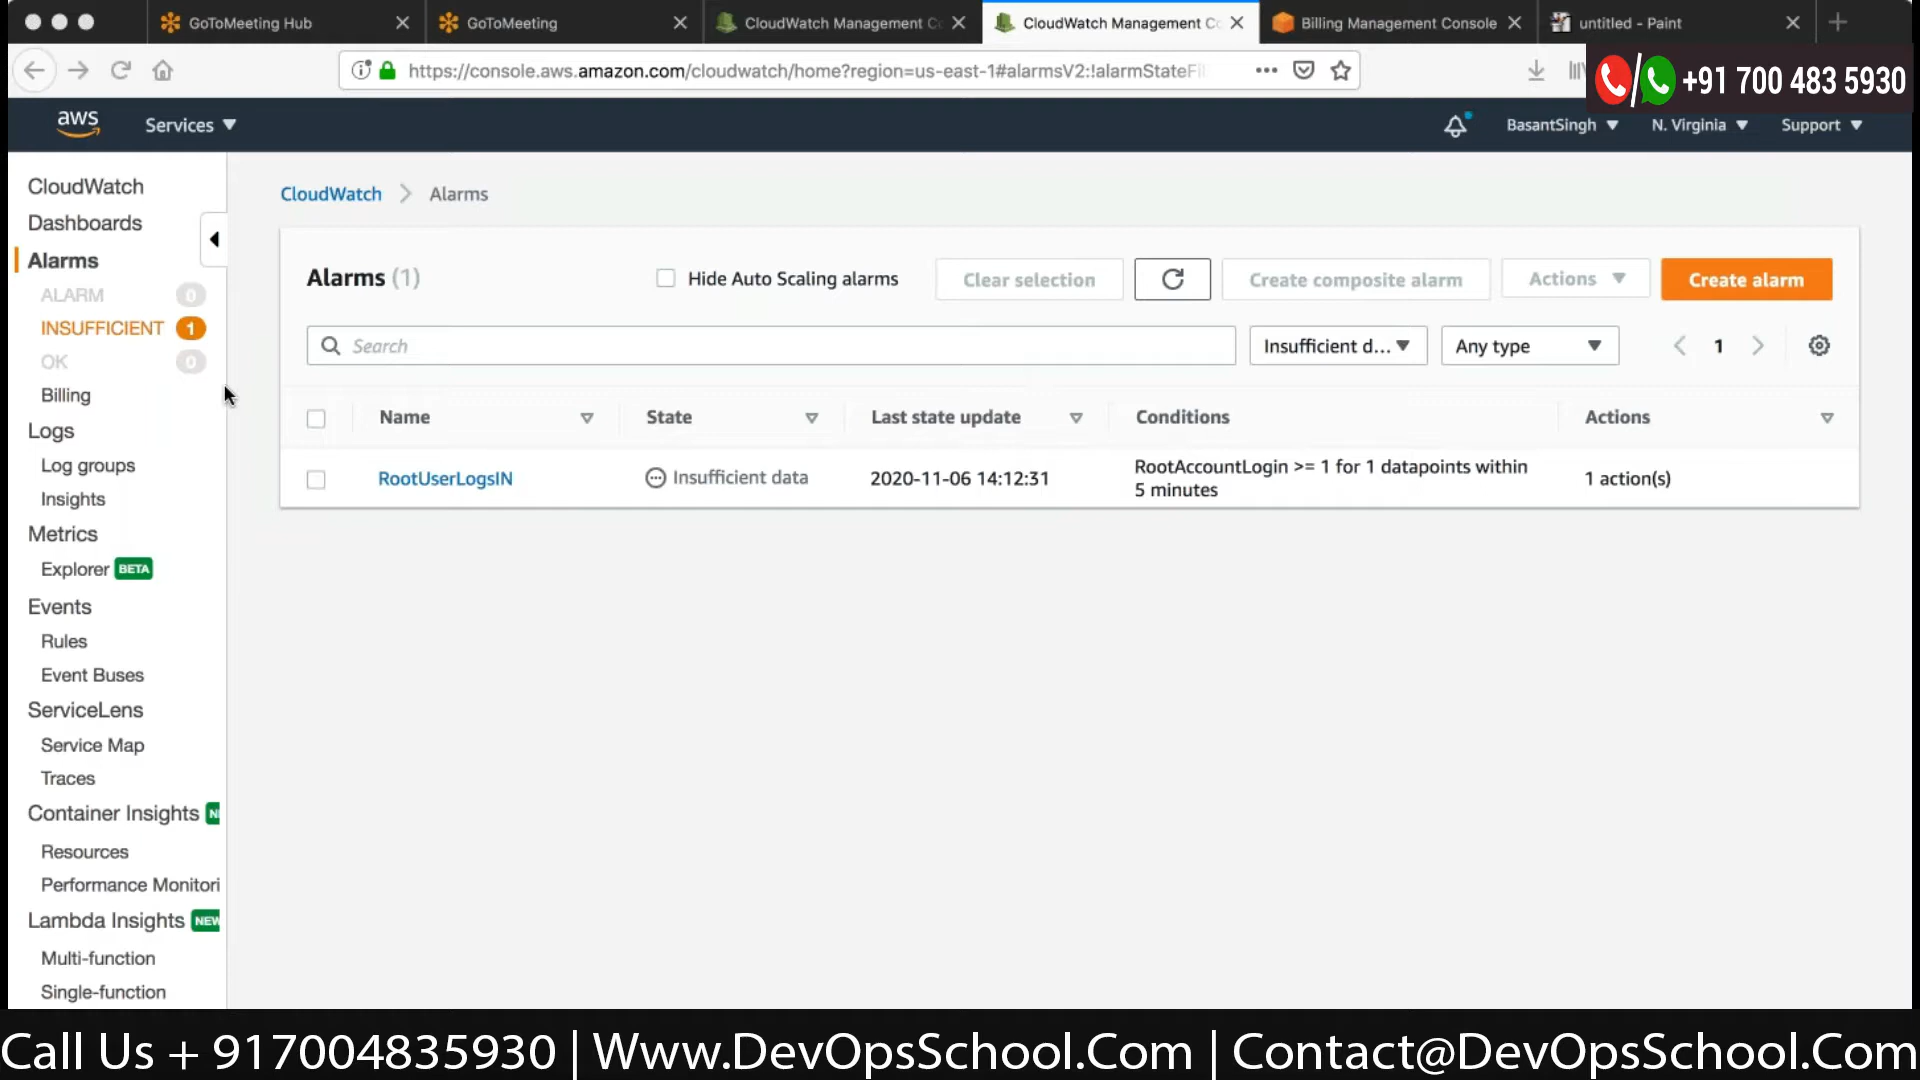 GoToMeeting Hub
GoToMeeting
CloudWatch Management Co
CloudWatch Management Co
Billing Management Console
untitled - Paint
https://console.aws.amazon.com/cloudwatch/home?region=us-east-1#alarmsV2:!alarmStateFil
+91 700 483 5930
aws
Services
BasantSingh
N. Virginia
Support
CloudWatch
Dashboards
Alarms
ALARM 0
INSUFFICIENT 1
OK 0
Billing
Logs
Log groups
Insights
Metrics
Explorer BETA
Events
Rules
Event Buses
ServiceLens
Service Map
Traces
Container Insights
Resources
Performance Monitori
Lambda Insights NEW
Multi-function
Single-function
CloudWatch > Alarms
Alarms (1)
Hide Auto Scaling alarms
Clear selection
Create composite alarm
Actions
Create alarm
Search
Insufficient d...
Any type
1
Name
State
Last state update
Conditions
Actions
RootUserLogsIN
Insufficient data
2020-11-06 14:12:31
RootAccountLogin >= 1 for 1 datapoints within
5 minutes
1 action(s)
Call Us + 917004835930 | Www.DevOpsSchool.Com | Contact@DevOpsSchool.Com